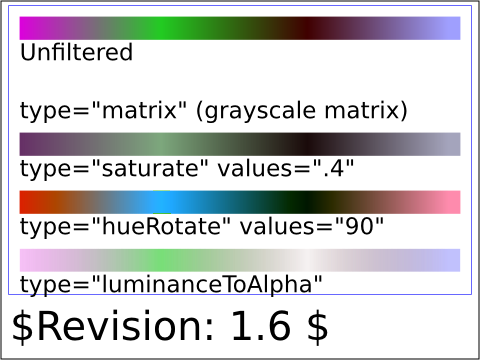 Unfiltered
type="matrix" (grayscale matrix)
type="saturate" values=".4"
type="hueRotate" values="90"
type="luminanceToAlpha"
$Revision: 1.6 $